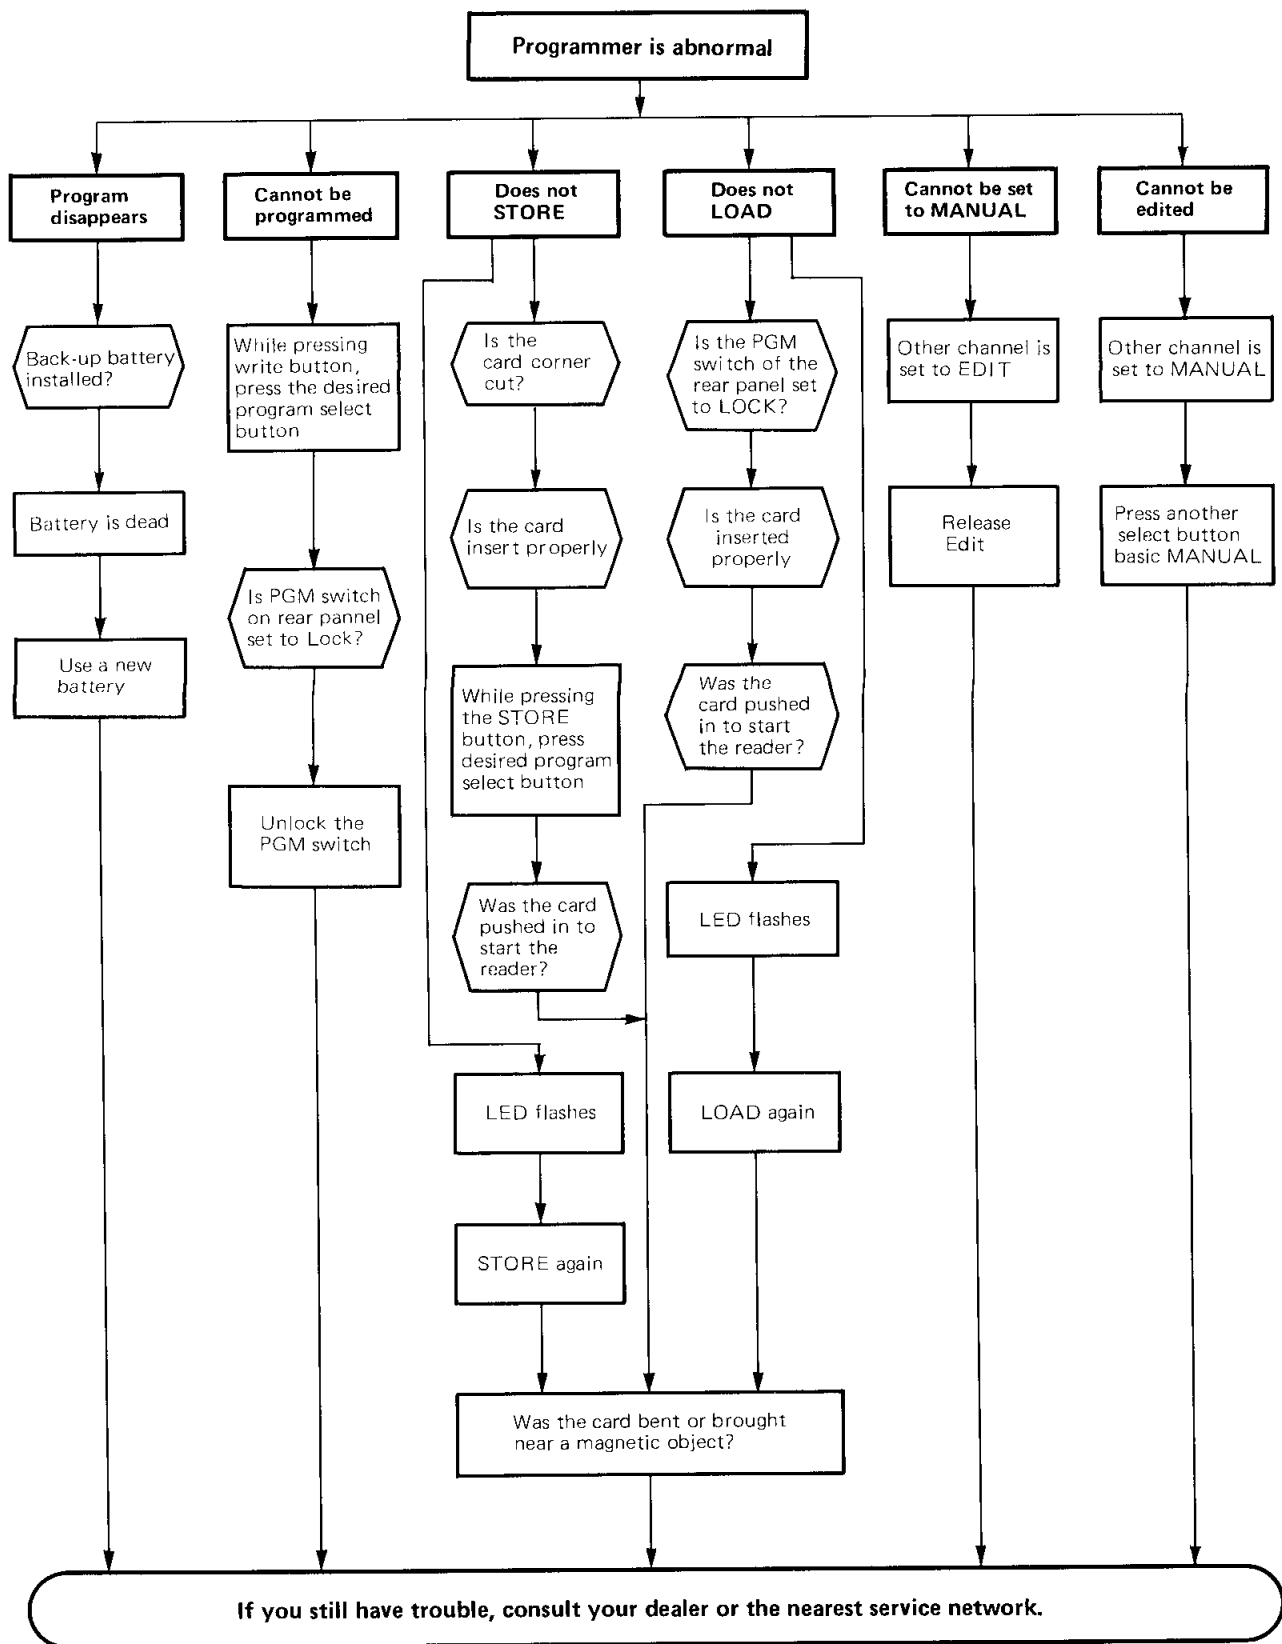 Programmer is abnormal
Program
disappears
Cannot be
programmed
Does not
STORE
Does not
LOAD
Cannot be set
to MANUAL
Cannot be
edited
Back-up battery
installed?
Battery is dead
Use a new
battery
While pressing
write button,
press the desired
program select
button
Is PGM switch
on rear pannel
set to Lock?
Unlock the
PGM switch
Is the
card corner
cut?
Is the card
insert properly
While pressing
the STORE
button, press
desired program
select button
Was the card
pushed in to
start the
reader?
LED flashes
STORE again
Is the PGM
switch of the
rear panel set
to LOCK?
Is the card
inserted
properly
Was the
card pushed
in to start
the reader?
LED flashes
LOAD again
Other channel is
set to EDIT
Release
Edit
Other channel is
set to MANUAL
Press another
select button
basic MANUAL
Was the card bent or brought
near a magnetic object?
If you still have trouble, consult your dealer or the nearest service network.